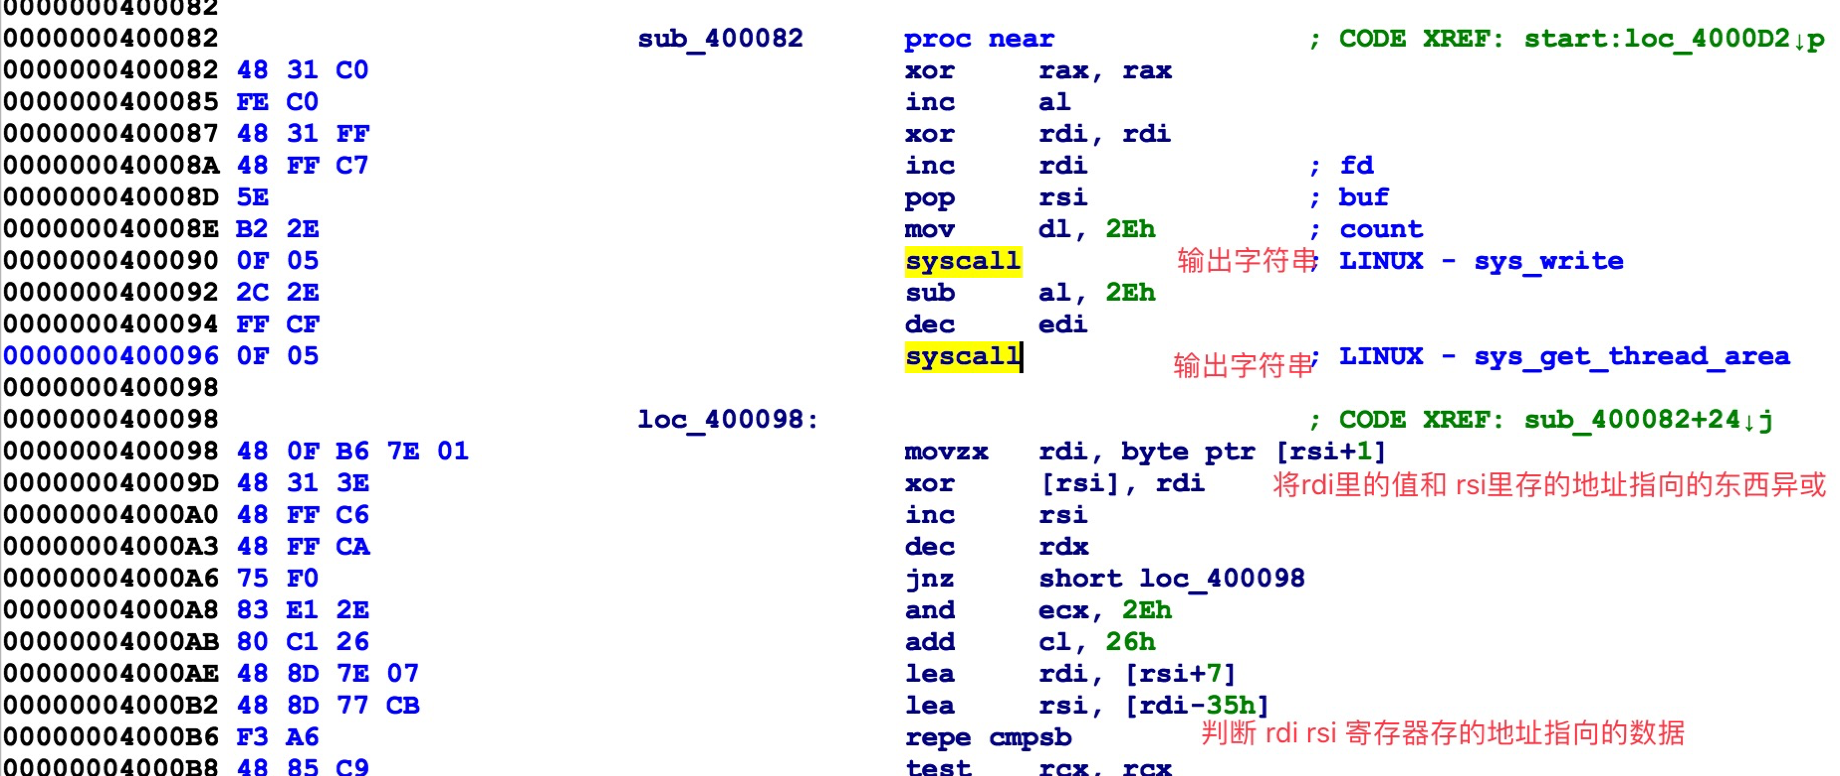 0000000400082
0000000400082 sub_400082 proc near ; CODE XREF: start:loc_4000D2↓p
0000000400082 48 31 C0 xor rax, rax
0000000400085 FE C0 inc al
0000000400087 48 31 FF xor rdi, rdi
000000040008A 48 FF C7 inc rdi ; fd
000000040008D 5E pop rsi ; buf
000000040008E B2 2E mov dl, 2Eh ; count
0000000400090 0F 05 syscall 输出字符串; LINUX - sys_write
0000000400092 2C 2E sub al, 2Eh
0000000400094 FF CF dec edi
0000000400096 0F 05 syscall 输出字符串; LINUX - sys_get_thread_area
0000000400098
0000000400098 loc_400098: ; CODE XREF: sub_400082+24↓j
0000000400098 48 0F B6 7E 01 movzx rdi, byte ptr [rsi+1]
000000040009D 48 31 3E xor [rsi], rdi 将rdi里的值和 rsi里存的地址指向的东西异或
00000004000A0 48 FF C6 inc rsi
00000004000A3 48 FF CA dec rdx
00000004000A6 75 F0 jnz short loc_400098
00000004000A8 83 E1 2E and ecx, 2Eh
00000004000AB 80 C1 26 add cl, 26h
00000004000AE 48 8D 7E 07 lea rdi, [rsi+7]
00000004000B2 48 8D 77 CB lea rsi, [rdi-35h]
00000004000B6 F3 A6 repe cmpsb 判断 rdi rsi 寄存器存的地址指向的数据
00000004000B8 48 85 C9 test rcx, rcx